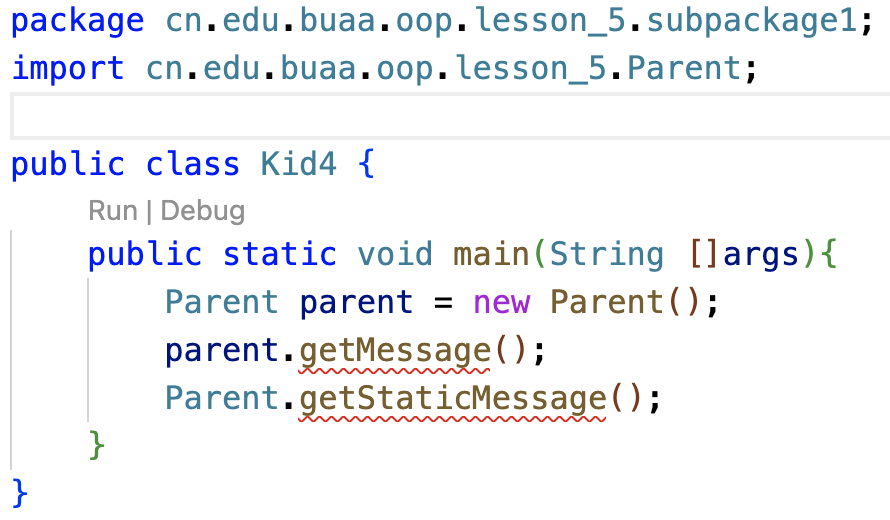 package cn.edu.buaa.oop.lesson_5.subpackage1;
import cn.edu.buaa.oop.lesson_5.Parent;
public class Kid4 {
Run | Debug
public static void main(String []args){
Parent parent = new Parent();
parent.getMessage();
Parent.getStaticMessage();
}
}